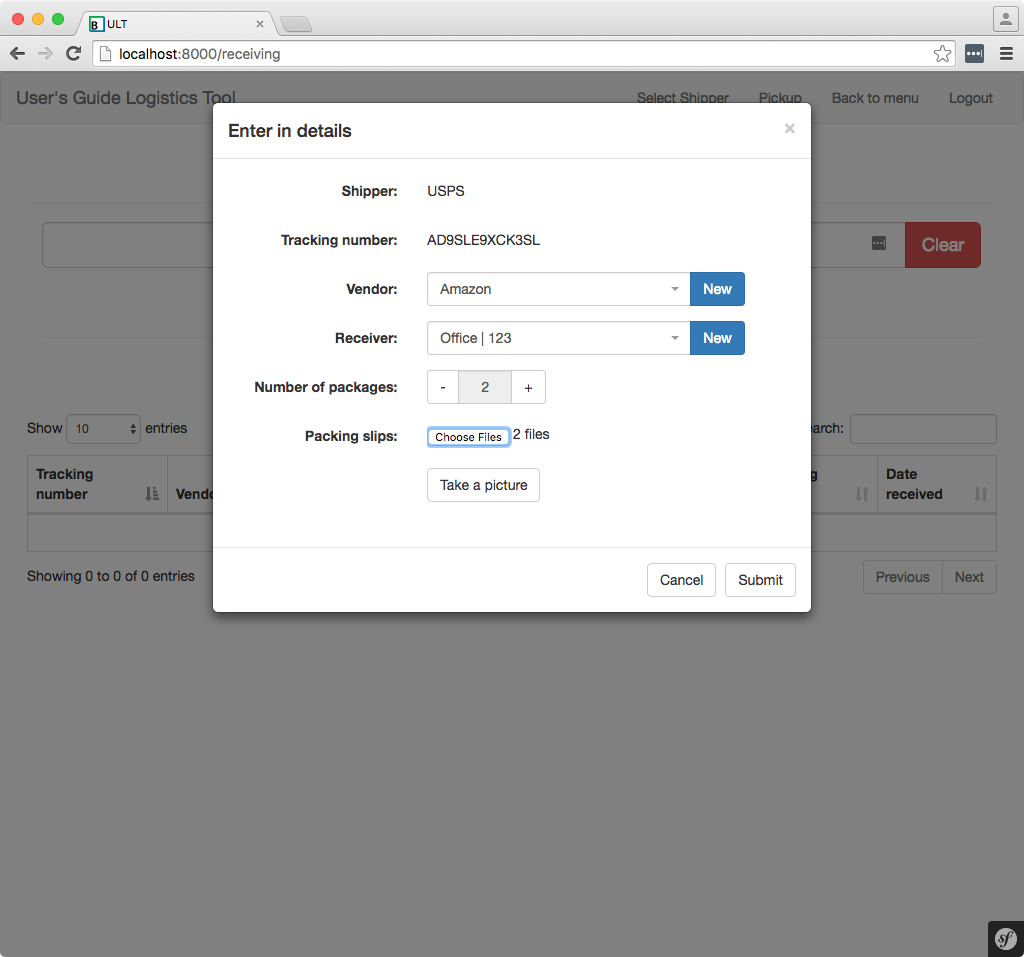 B ULT
localhost:8000/receiving
User's Guide Logistics Tool Select Shipper Pickup Back to menu Logout
Enter in details ×
Shipper: USPS
Tracking number: AD9SLE9XCK3SL
Clear
Vendor: Amazon New
Receiver: Office | 123 New
Number of packages: - 2 +
Packing slips: Choose Files 2 files
Show 10 entries
arch:
Take a picture
Tracking
number
Vendo
g
Date
received
Cancel Submit
Showing 0 to 0 of 0 entries
Previous Next
sf